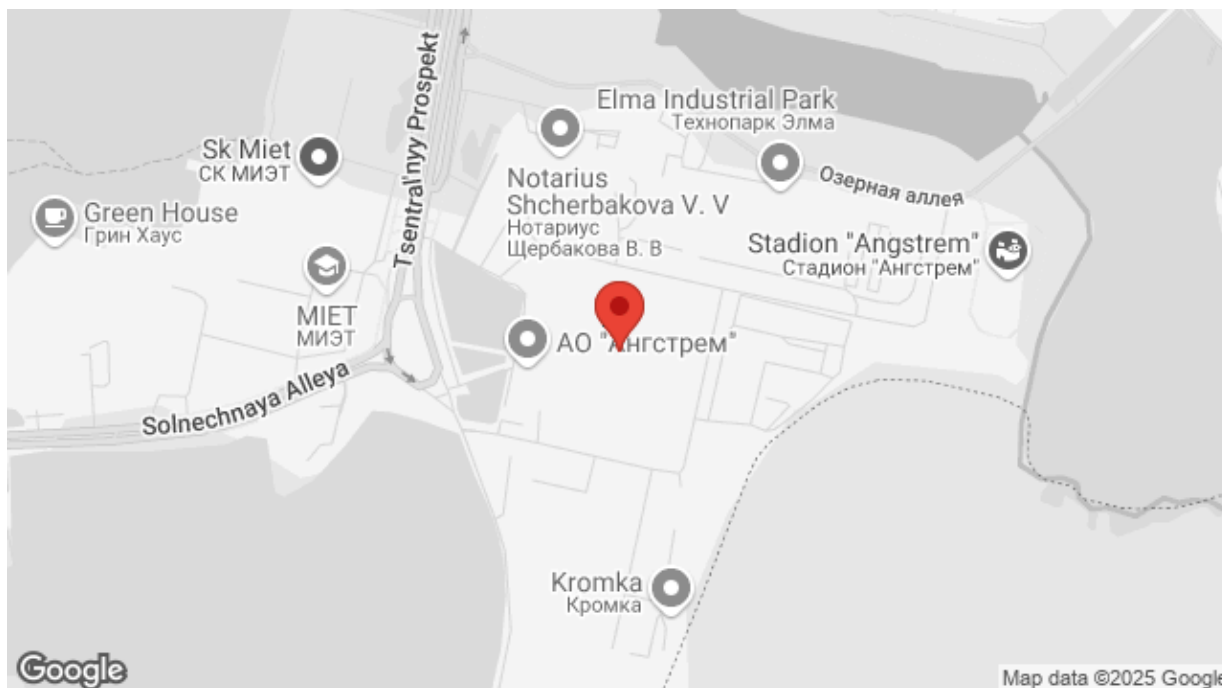 Elma Industrial Park
Технопарк Элма
Tsentral'nyy Prospekt
Sk Miet
СК МИЭТ
Озерная аллея
Notarius
Shcherbakova V. V
Нотариус
Щербакова В. В
Green House
Грин Хаус
Stadion "Angstrem"
Стадион "Ангстрем"
MIET
МИЭТ
АО "Ангстрем"
Solnechnaya Alleya
Kromka
Кромка
Google
Map data ©2025 Google